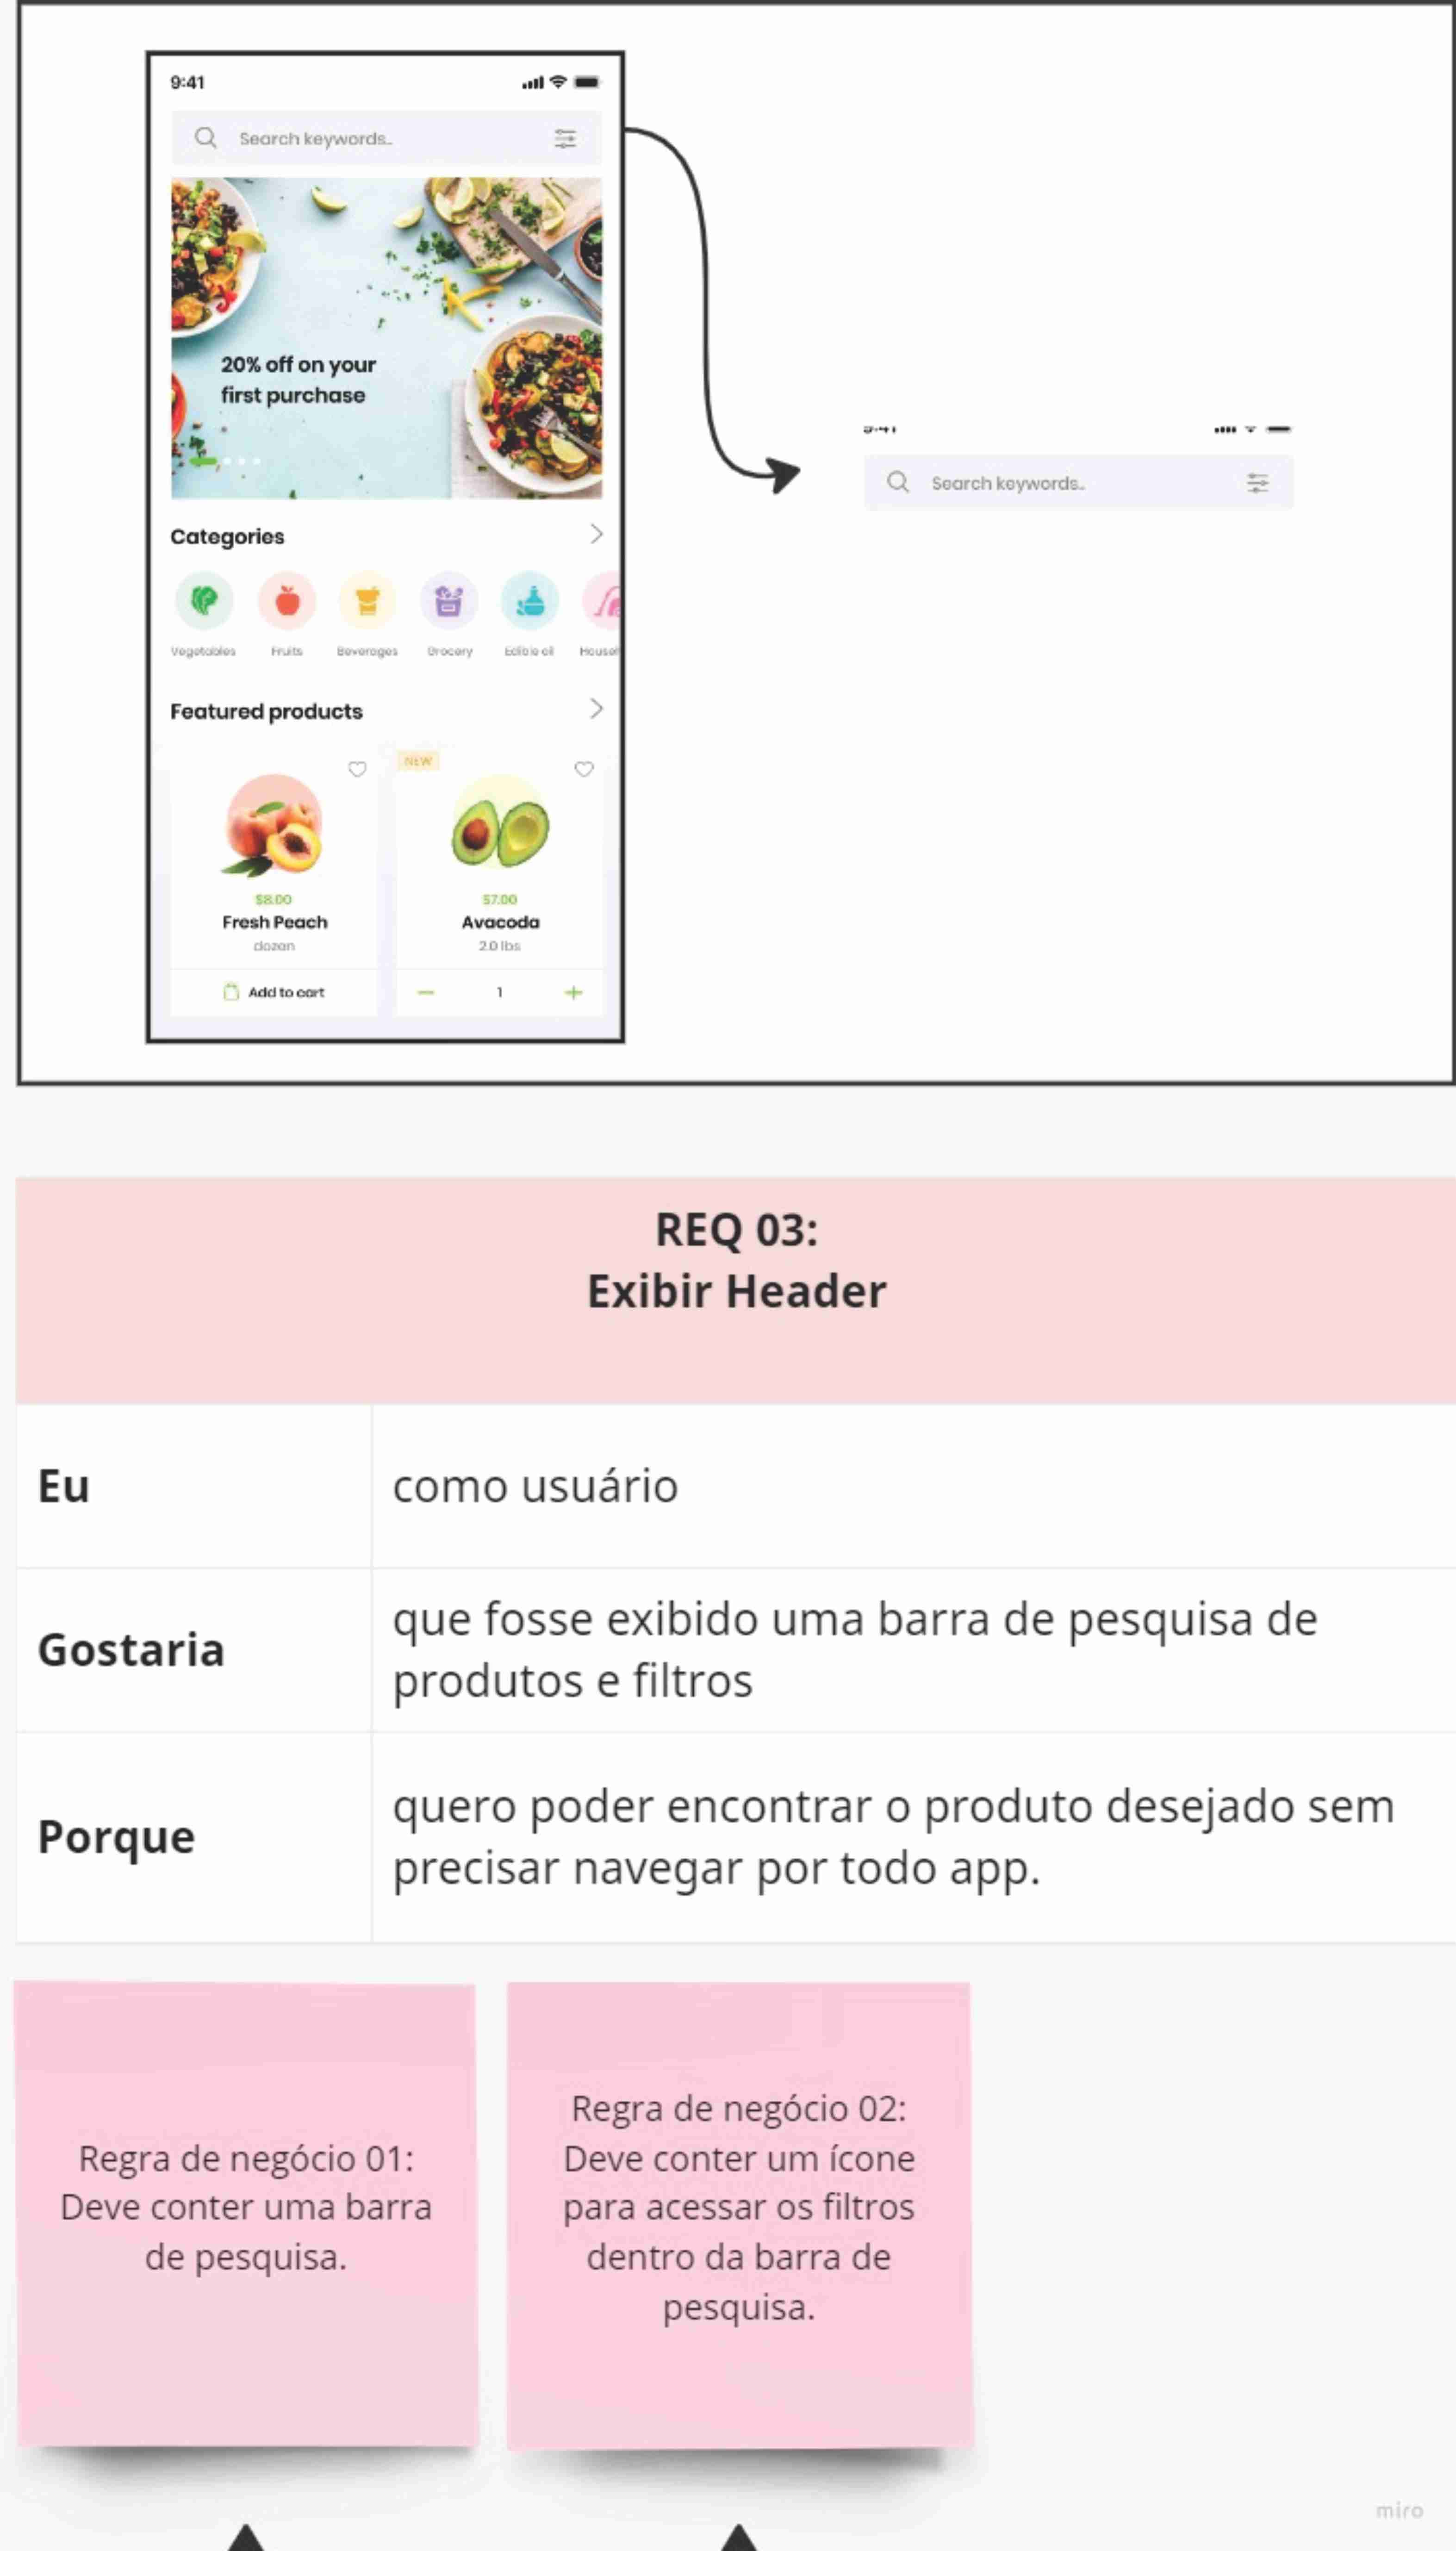 9:41
Search keywords..
20% off on your
first purchase
Search keywords..
Categories
Vegetables Fruits Beverages Grocery Edible oil Househ
Featured products
NEW
$8.00
Fresh Peach
dozen
Add to cart
$7.00
Avacoda
2.0 lbs
1
REQ 03:
Exibir Header
Eu
como usuário
Gostaria
que fosse exibido uma barra de pesquisa de
produtos e filtros
Porque
quero poder encontrar o produto desejado sem
precisar navegar por todo app.
Regra de negócio 01:
Deve conter uma barra
de pesquisa.
Regra de negócio 02:
Deve conter um ícone
para acessar os filtros
dentro da barra de
pesquisa.
miro